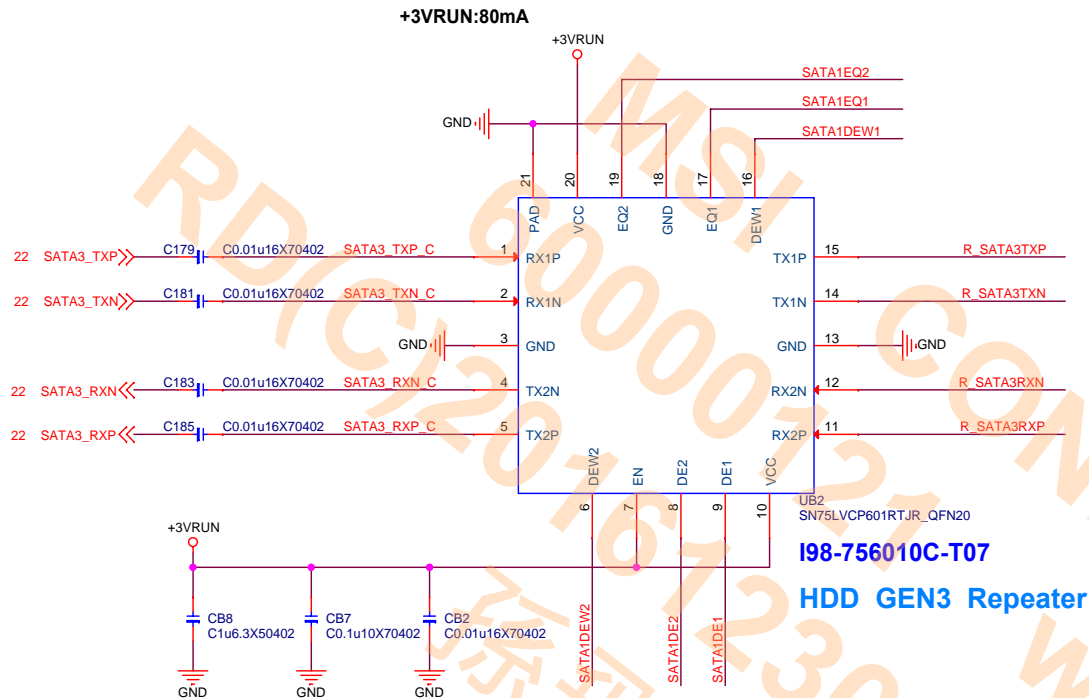 +3VRUN:80mA
+3VRUN
SATA1EQ2
SATA1EQ1
SATA1DEW1
GND
21 20 19 18 17 16
PAD VCC EQ2 GND EQ1 DEW1
22 SATA3_TXP C179 C0.01u16X70402 SATA3_TXP_C 1 RX1P TX1P 15 R_SATA3TXP
22 SATA3_TXN C181 C0.01u16X70402 SATA3_TXN_C 2 RX1N TX1N 14 R_SATA3TXN
GND 3 GND GND 13 GND
22 SATA3_RXN C183 C0.01u16X70402 SATA3_RXN_C 4 TX2N RX2N 12 R_SATA3RXN
22 SATA3_RXP C185 C0.01u16X70402 SATA3_RXP_C 5 TX2P RX2P 11 R_SATA3RXP
DEW2 EN DE2 DE1 VCC
6 7 8 9 10
UB2
SN75LVCP601RTJR_QFN20
I98-756010C-T07
HDD GEN3 Repeater
+3VRUN
CB8
C1u6.3X50402
CB7
C0.1u10X70402
CB2
C0.01u16X70402
GND GND GND
SATA1DEW2
SATA1DE2
SATA1DE1
MSI CON
60000121
RD(C)20161230